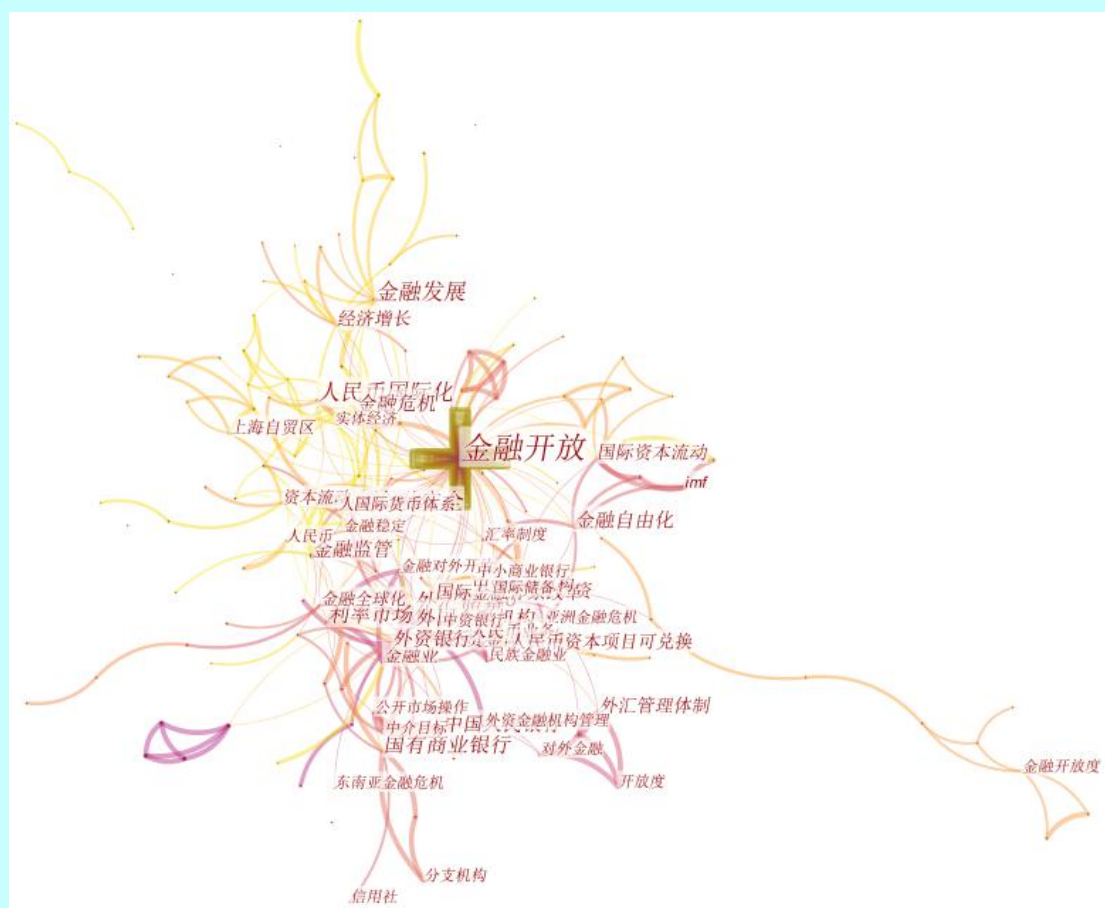 金融发展
经济增长
人民币国际化
金融危机
实体经济
上海自贸区
金融开放
国际资本流动
imf
资本流
国际货币体系
金融自由化
金融稳定
汇率制度
人民币
金融监管
金融对外开
中小商业银行
国际储备
金融全球化
利率市场
中资银行
亚洲金融危机
外资银行
人民币资本项目可兑换
金融业
民族金融业
公开市场操作
外汇管理体制
中介目标
中国
外资金融机构管理
国有商业银行
对外金融
东南亚金融危机
开放度
金融开放度
分支机构
信用社